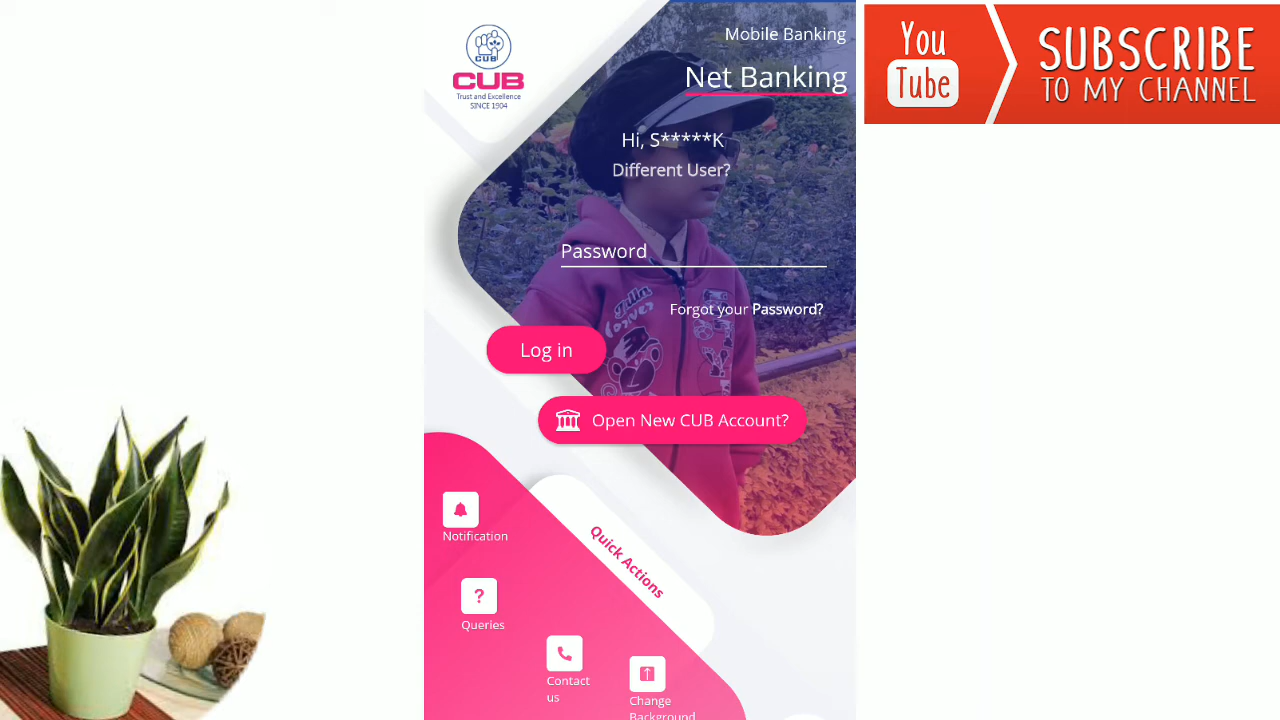 CUB
CUB
Trust and Excellence
SINCE 1904
Mobile Banking
Net Banking
Hi, S*****K
Different User?
Password
Forgot your Password?
Log in
Open New CUB Account?
Quick Actions
Notification
?
Queries
Contact
us
Change
Background
You
Tube
SUBSCRIBE
TO MY CHANNEL